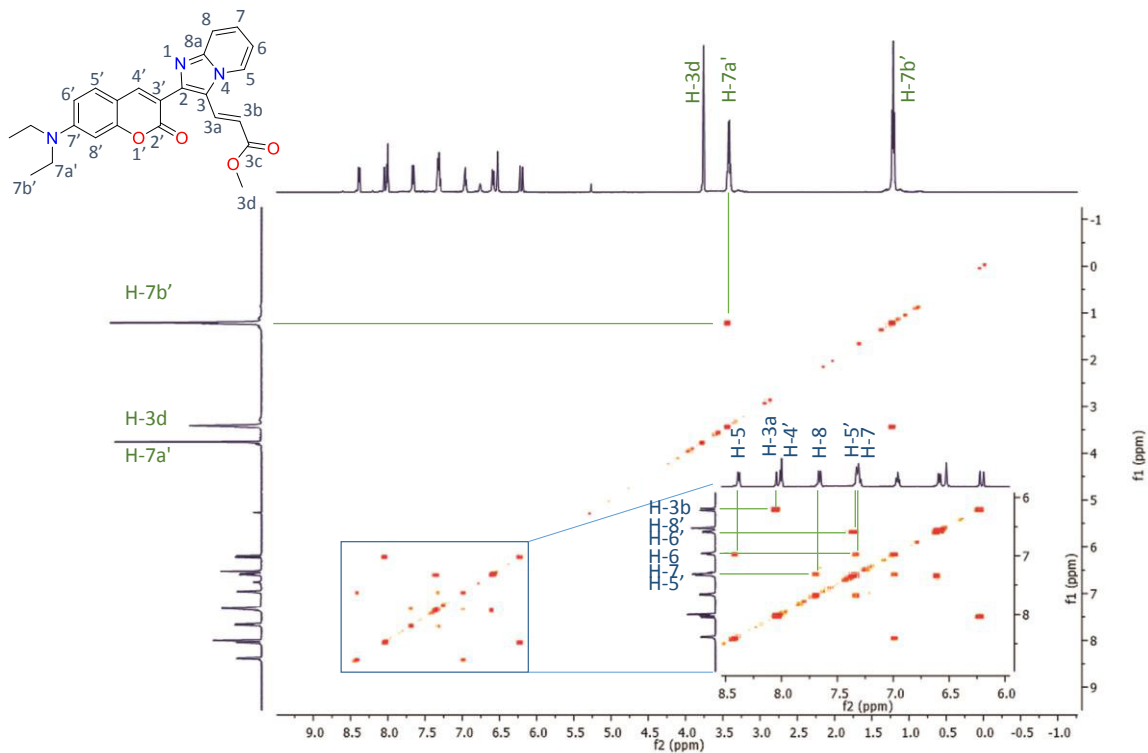 8
7
8a
1
6
N
5'
4'
N
4
5
6'
3'
2
3
3b
N
7'
8'
O
1'
2'
O
3a
7a'
7b'
3c
O
O
3d
H-3d
H-7a'
H-7b'
H-7b'
H-3d
H-7a'
H-5
H-3a
H-4'
H-8
H-5'
H-7
H-3b
H-8'
H-6'
H-6
H-7
H-5'
6
7
8
f1 (ppm)
8.5 8.0 7.5 7.0 6.5 6.0
f2 (ppm)
-1
0
1
2
3
4
5
6
7
8
9
f1 (ppm)
9.0 8.5 8.0 7.5 7.0 6.5 6.0 5.5 5.0 4.5 4.0 3.5 3.0 2.5 2.0 1.5 1.0 0.5 0.0 -0.5 -1.0
f2 (ppm)